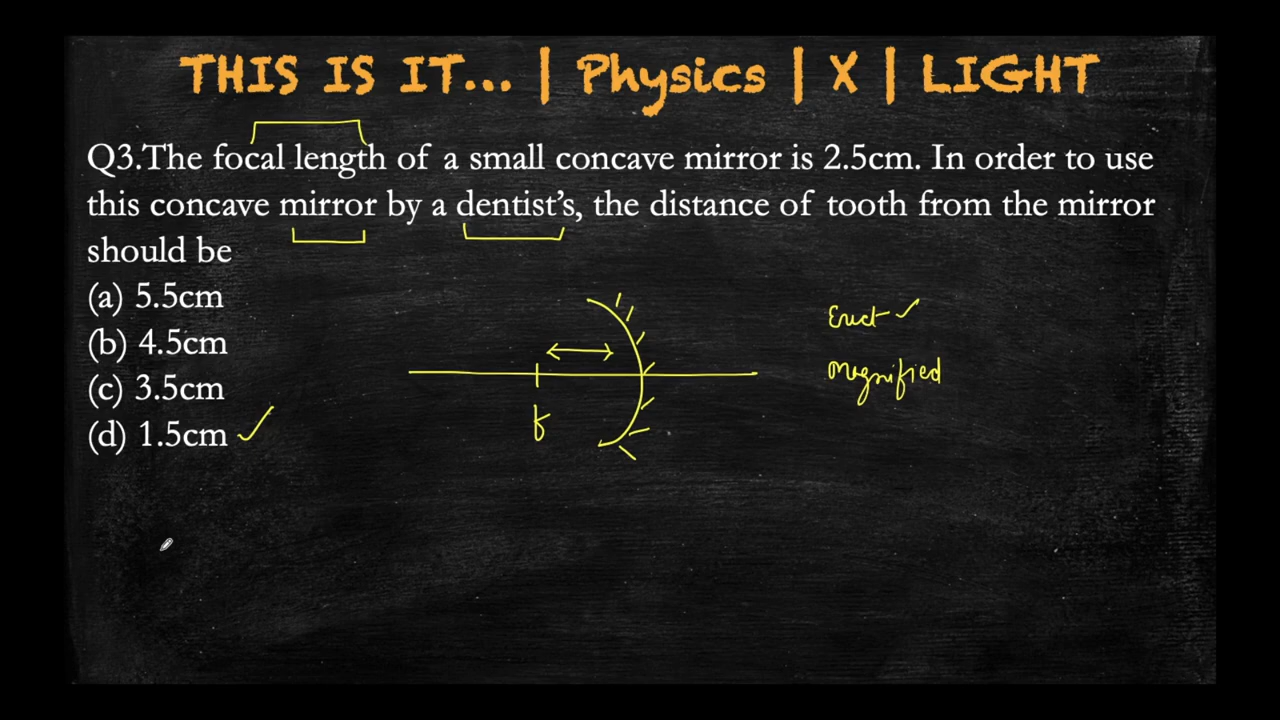 THIS IS IT... | Physics | X | LIGHT
Q3.The focal length of a small concave mirror is 2.5cm. In order to use
this concave mirror by a dentist's, the distance of tooth from the mirror
should be
(a) 5.5cm
(b) 4.5cm
(c) 3.5cm
(d) 1.5cm ✓
Erect ✓
magnified
f